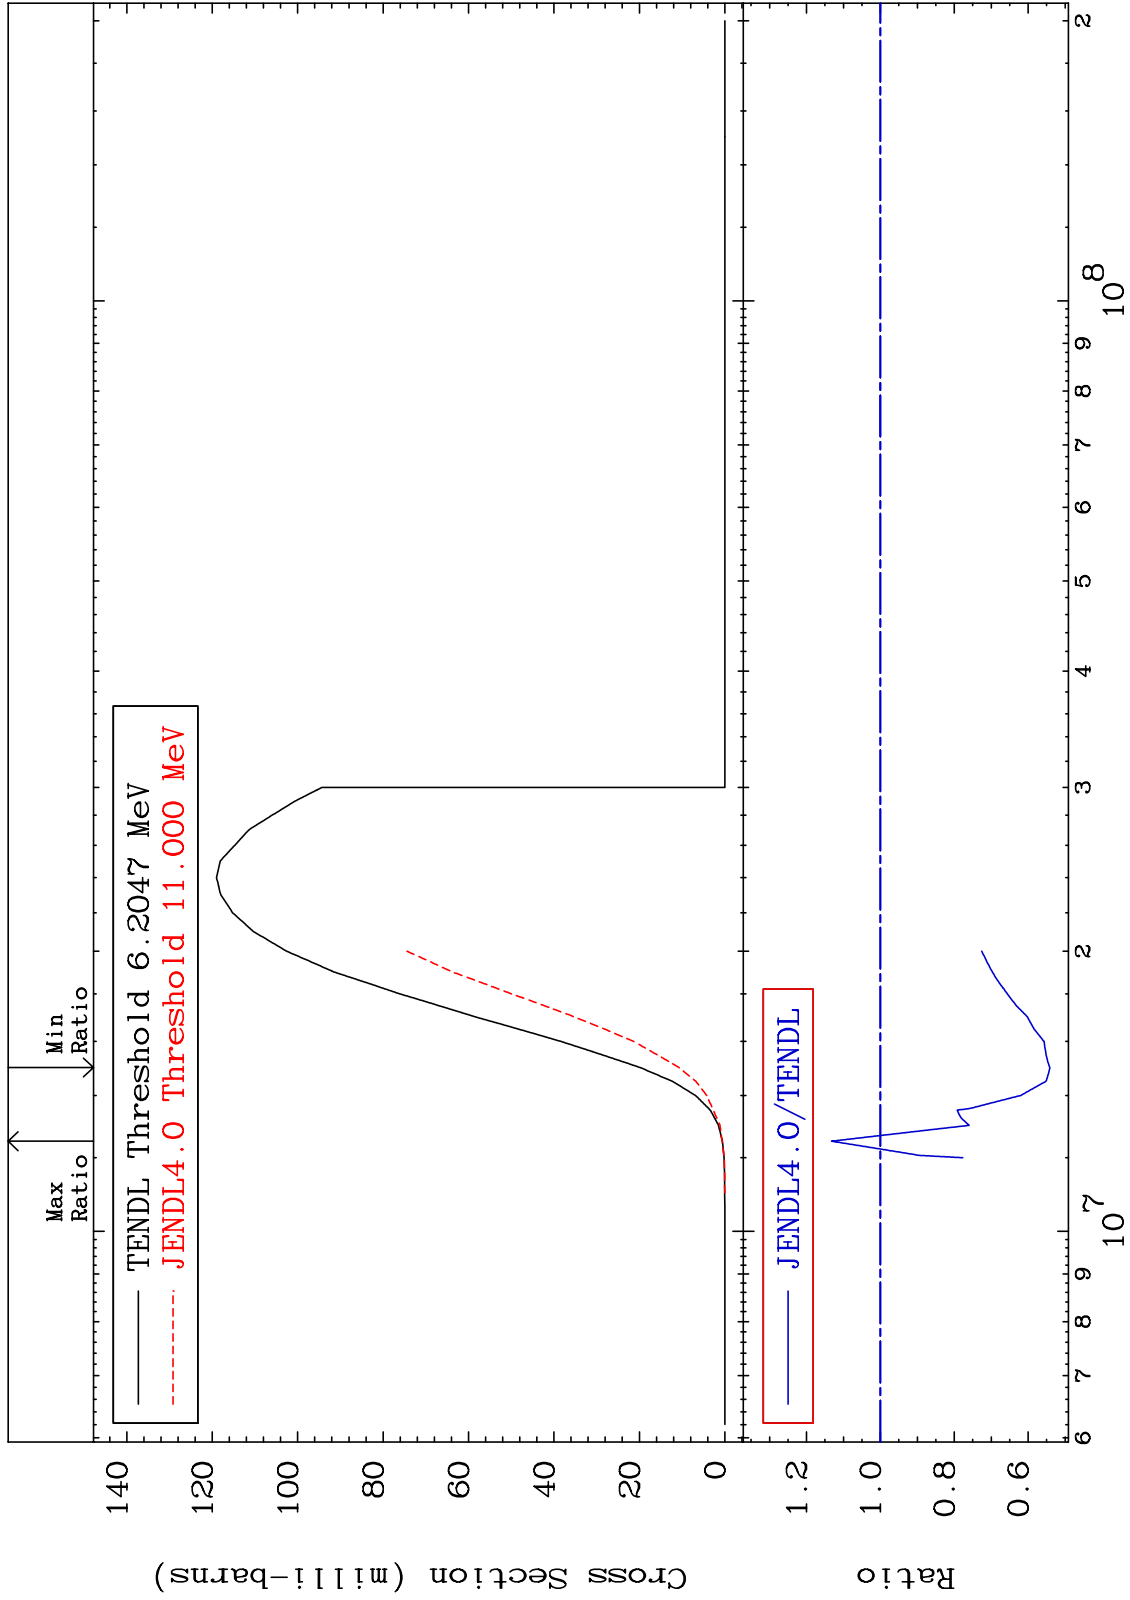 Max
Ratio
Min
Ratio
TENDL Threshold 6.2047 MeV
JENDL4.0 Threshold 11.000 MeV
140
120
100
80
60
40
20
0
Cross Section (milli-barns)
JENDL4.0/TENDL
1.2
1.0
0.8
0.6
Ratio
6 7 8 9 10^7 2 3 4 5 6 7 8 9 10^8 2